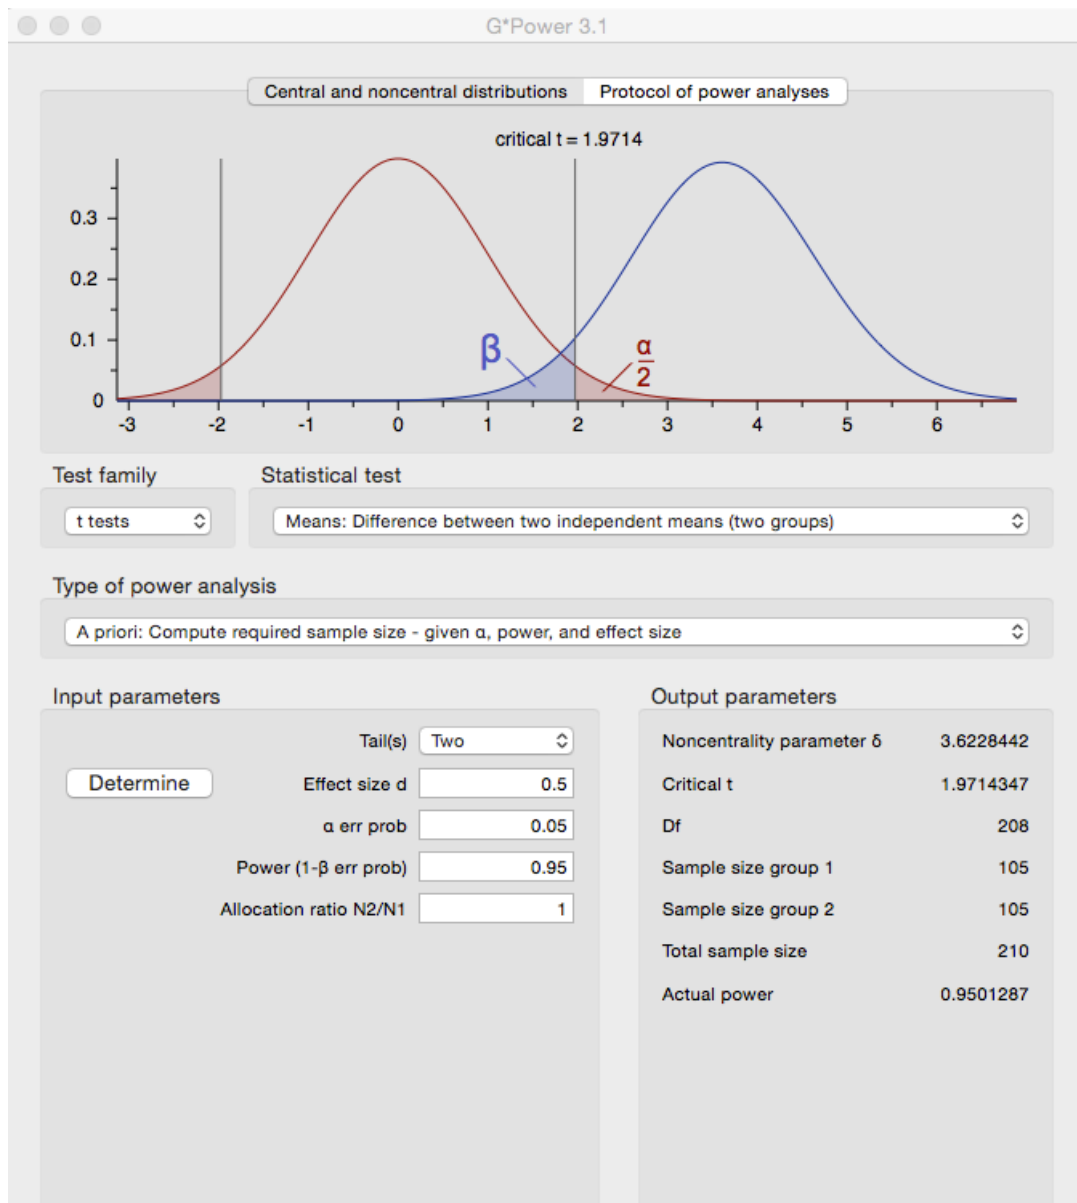 G*Power 3.1
Central and noncentral distributions Protocol of power analyses
critical t = 1.9714
0.3
0.2
0.1
0
β
α
2
-3 -2 -1 0 1 2 3 4 5 6
Test family Statistical test
t tests Means: Difference between two independent means (two groups)
Type of power analysis
A priori: Compute required sample size - given α, power, and effect size
Input parameters Output parameters
Tail(s) Two Noncentrality parameter δ 3.6228442
Determine Effect size d 0.5 Critical t 1.9714347
α err prob 0.05 Df 208
Power (1-β err prob) 0.95 Sample size group 1 105
Allocation ratio N2/N1 1 Sample size group 2 105
Total sample size 210
Actual power 0.9501287